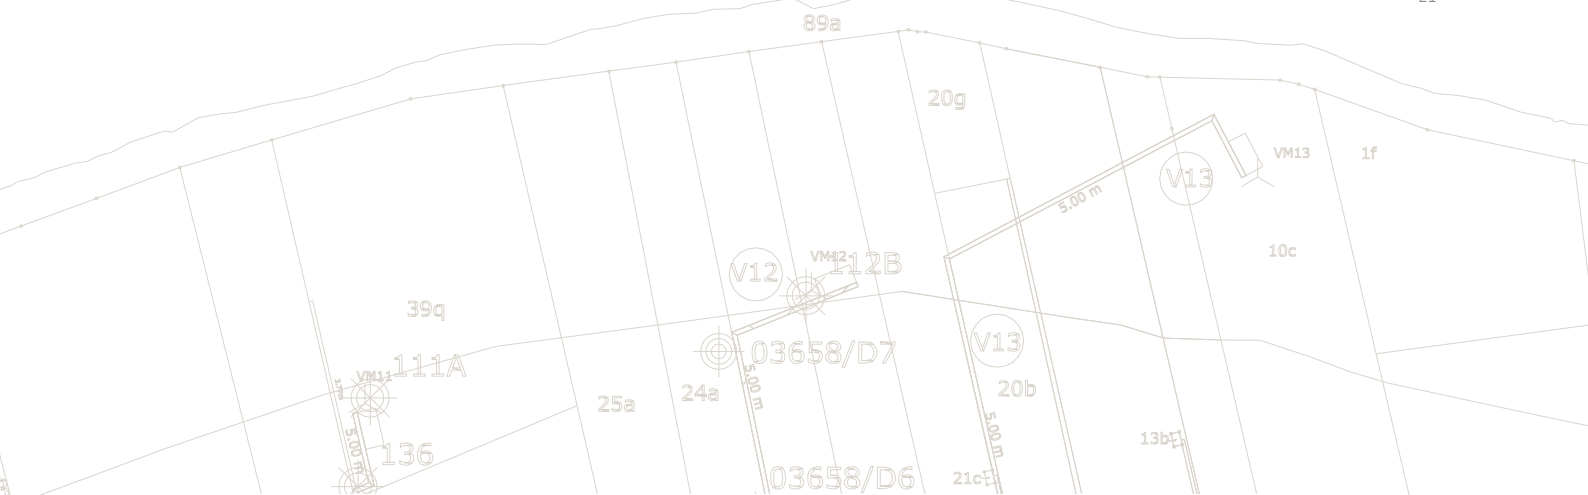 89a
20g
VM13
1f
V13
5.00 m
10c
VM12
112B
V12
39q
V13
03658/D7
111A
VM11
24a
5.00 m
20b
25a
5.00 m
13b
5.00 m
136
21c
03658/D6